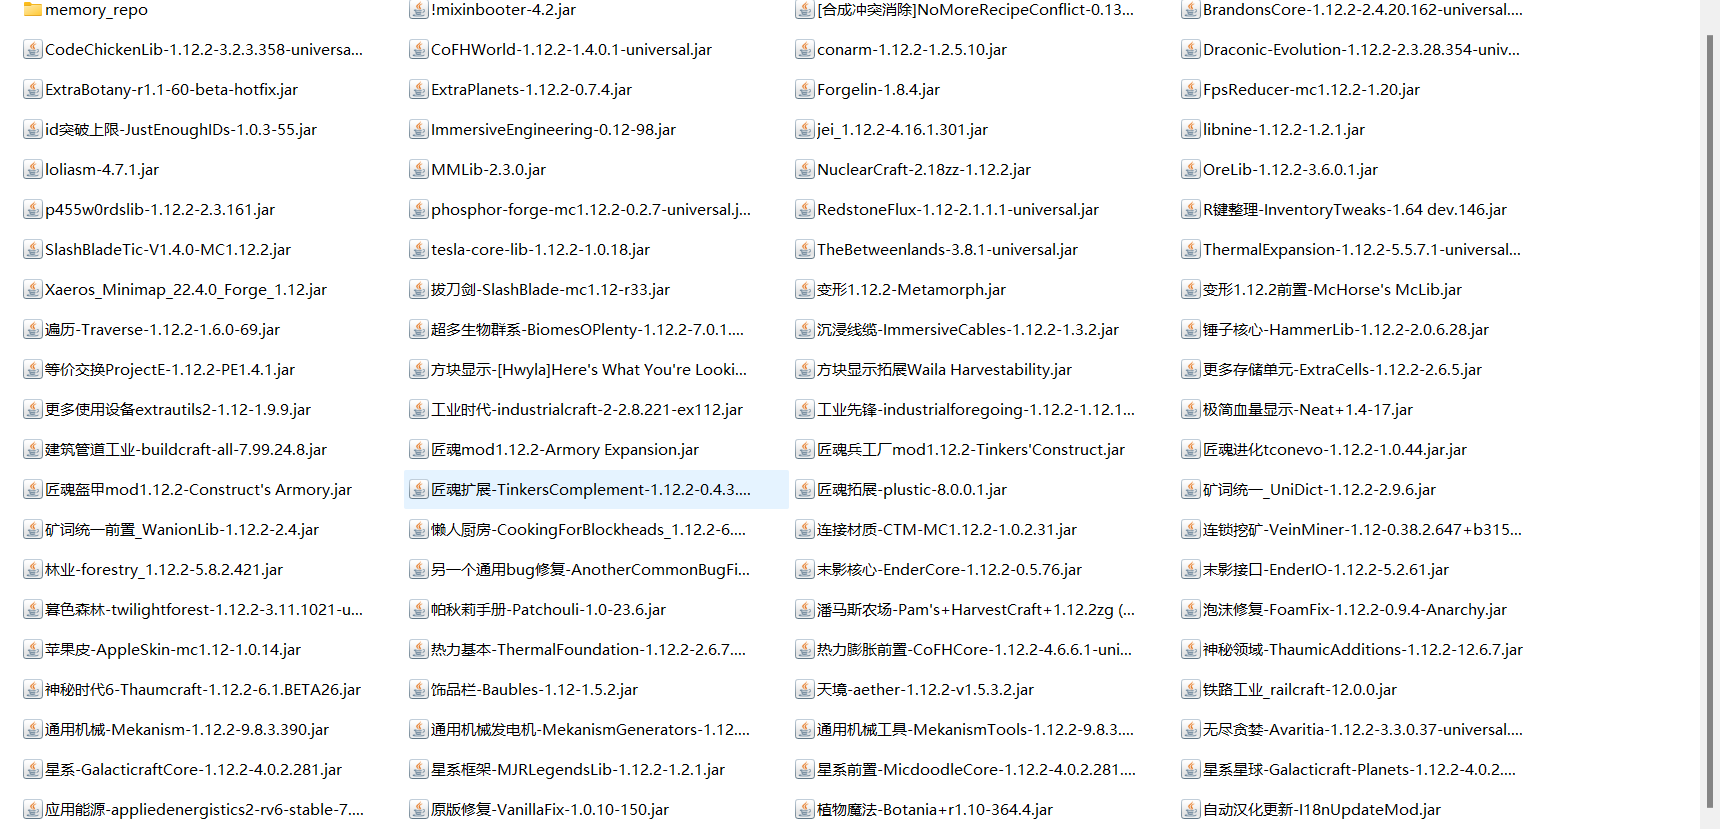 memory_repo
!mixinbooter-4.2.jar
[合成冲突消除]NoMoreRecipeConflict-0.13...
BrandonsCore-1.12.2-2.4.20.162-universal....
CodeChickenLib-1.12.2-3.2.3.358-universa...
CoFHWorld-1.12.2-1.4.0.1-universal.jar
conarm-1.12.2-1.2.5.10.jar
Draconic-Evolution-1.12.2-2.3.28.354-univ...
ExtraBotany-r1.1-60-beta-hotfix.jar
ExtraPlanets-1.12.2-0.7.4.jar
Forgelin-1.8.4.jar
FpsReducer-mc1.12.2-1.20.jar
id突破上限-JustEnoughIDs-1.0.3-55.jar
ImmersiveEngineering-0.12-98.jar
jei_1.12.2-4.16.1.301.jar
libnine-1.12.2-1.2.1.jar
loliasm-4.7.1.jar
MMLib-2.3.0.jar
NuclearCraft-2.18zz-1.12.2.jar
OreLib-1.12.2-3.6.0.1.jar
p455w0rdslib-1.12.2-2.3.161.jar
phosphor-forge-mc1.12.2-0.2.7-universal.j...
RedstoneFlux-1.12-2.1.1.1-universal.jar
R键整理-InventoryTweaks-1.64 dev.146.jar
SlashBladeTic-V1.4.0-MC1.12.2.jar
tesla-core-lib-1.12.2-1.0.18.jar
TheBetweenlands-3.8.1-universal.jar
ThermalExpansion-1.12.2-5.5.7.1-universal...
Xaeros_Minimap_22.4.0_Forge_1.12.jar
拔刀剑-SlashBlade-mc1.12-r33.jar
变形1.12.2-Metamorph.jar
变形1.12.2前置-McHorse's McLib.jar
遍历-Traverse-1.12.2-1.6.0-69.jar
超多生物群系-BiomesOPlenty-1.12.2-7.0.1....
沉浸线缆-ImmersiveCables-1.12.2-1.3.2.jar
锤子核心-HammerLib-1.12.2-2.0.6.28.jar
等价交换ProjectE-1.12.2-PE1.4.1.jar
方块显示-[Hwyla]Here's What You're Looki...
方块显示拓展Waila Harvestability.jar
更多存储单元-ExtraCells-1.12.2-2.6.5.jar
更多使用设备extrautils2-1.12-1.9.9.jar
工业时代-industrialcraft-2-2.8.221-ex112.jar
工业先锋-industrialforegoing-1.12.2-1.12.1...
极简血量显示-Neat+1.4-17.jar
建筑管道工业-buildcraft-all-7.99.24.8.jar
匠魂mod1.12.2-Armory Expansion.jar
匠魂兵工厂mod1.12.2-Tinkers'Construct.jar
匠魂进化tconevo-1.12.2-1.0.44.jar.jar
匠魂盔甲mod1.12.2-Construct's Armory.jar
匠魂扩展-TinkersComplement-1.12.2-0.4.3....
匠魂拓展-plustic-8.0.0.1.jar
矿词统一_UniDict-1.12.2-2.9.6.jar
矿词统一前置_WanionLib-1.12.2-2.4.jar
懒人厨房-CookingForBlockheads_1.12.2-6....
连接材质-CTM-MC1.12.2-1.0.2.31.jar
连锁挖矿-VeinMiner-1.12-0.38.2.647+b315...
林业-forestry_1.12.2-5.8.2.421.jar
另一个通用bug修复-AnotherCommonBugFi...
末影核心-EnderCore-1.12.2-0.5.76.jar
末影接口-EnderIO-1.12.2-5.2.61.jar
暮色森林-twilightforest-1.12.2-3.11.1021-u...
帕秋莉手册-Patchouli-1.0-23.6.jar
潘马斯农场-Pam's+HarvestCraft+1.12.2zg (...
泡沫修复-FoamFix-1.12.2-0.9.4-Anarchy.jar
苹果皮-AppleSkin-mc1.12-1.0.14.jar
热力基本-ThermalFoundation-1.12.2-2.6.7....
热力膨胀前置-CoFHCore-1.12.2-4.6.6.1-uni...
神秘领域-ThaumicAdditions-1.12.2-12.6.7.jar
神秘时代6-Thaumcraft-1.12.2-6.1.BETA26.jar
饰品栏-Baubles-1.12-1.5.2.jar
天境-aether-1.12.2-v1.5.3.2.jar
铁路工业_railcraft-12.0.0.jar
通用机械-Mekanism-1.12.2-9.8.3.390.jar
通用机械发电机-MekanismGenerators-1.12....
通用机械工具-MekanismTools-1.12.2-9.8.3....
无尽贪婪-Avaritia-1.12.2-3.3.0.37-universal....
星系-GalacticraftCore-1.12.2-4.0.2.281.jar
星系框架-MJRLegendsLib-1.12.2-1.2.1.jar
星系前置-MicdoodleCore-1.12.2-4.0.2.281....
星系星球-Galacticraft-Planets-1.12.2-4.0.2....
应用能源-appliedenergistics2-rv6-stable-7....
原版修复-VanillaFix-1.0.10-150.jar
植物魔法-Botania+r1.10-364.4.jar
自动汉化更新-I18nUpdateMod.jar